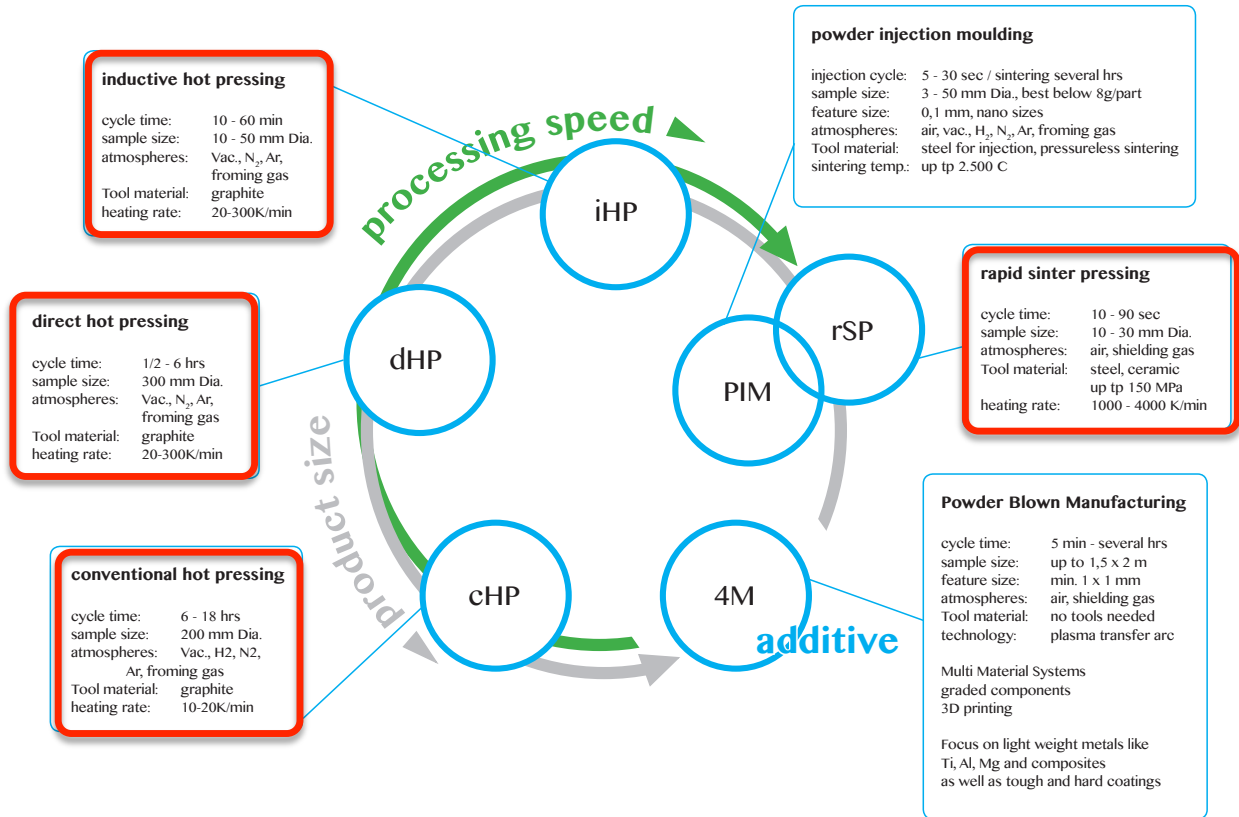 powder injection moulding
injection cycle: 5 - 30 sec / sintering several hrs
sample size: 3 - 50 mm Dia., best below 8g/part
feature size: 0,1 mm, nano sizes
atmospheres: air, vac., H₂, N₂, Ar, froming gas
Tool material: steel for injection, pressureless sintering
sintering temp.: up tp 2.500 C
inductive hot pressing
cycle time: 10 - 60 min
sample size: 10 - 50 mm Dia.
atmospheres: Vac., N₂, Ar,
froming gas
Tool material: graphite
heating rate: 20-300K/min
processing speed
iHP
rapid sinter pressing
cycle time: 10 - 90 sec
sample size: 10 - 30 mm Dia.
atmospheres: air, shielding gas
Tool material: steel, ceramic
up tp 150 MPa
heating rate: 1000 - 4000 K/min
rSP
PIM
direct hot pressing
cycle time: 1/2 - 6 hrs
sample size: 300 mm Dia.
atmospheres: Vac., N₂, Ar,
froming gas
Tool material: graphite
heating rate: 20-300K/min
dHP
product size
conventional hot pressing
cycle time: 6 - 18 hrs
sample size: 200 mm Dia.
atmospheres: Vac., H2, N2,
Ar, froming gas
Tool material: graphite
heating rate: 10-20K/min
cHP
4M
additive
Powder Blown Manufacturing
cycle time: 5 min - several hrs
sample size: up to 1,5 x 2 m
feature size: min. 1 x 1 mm
atmospheres: air, shielding gas
Tool material: no tools needed
technology: plasma transfer arc
Multi Material Systems
graded components
3D printing
Focus on light weight metals like
Ti, Al, Mg and composites
as well as tough and hard coatings